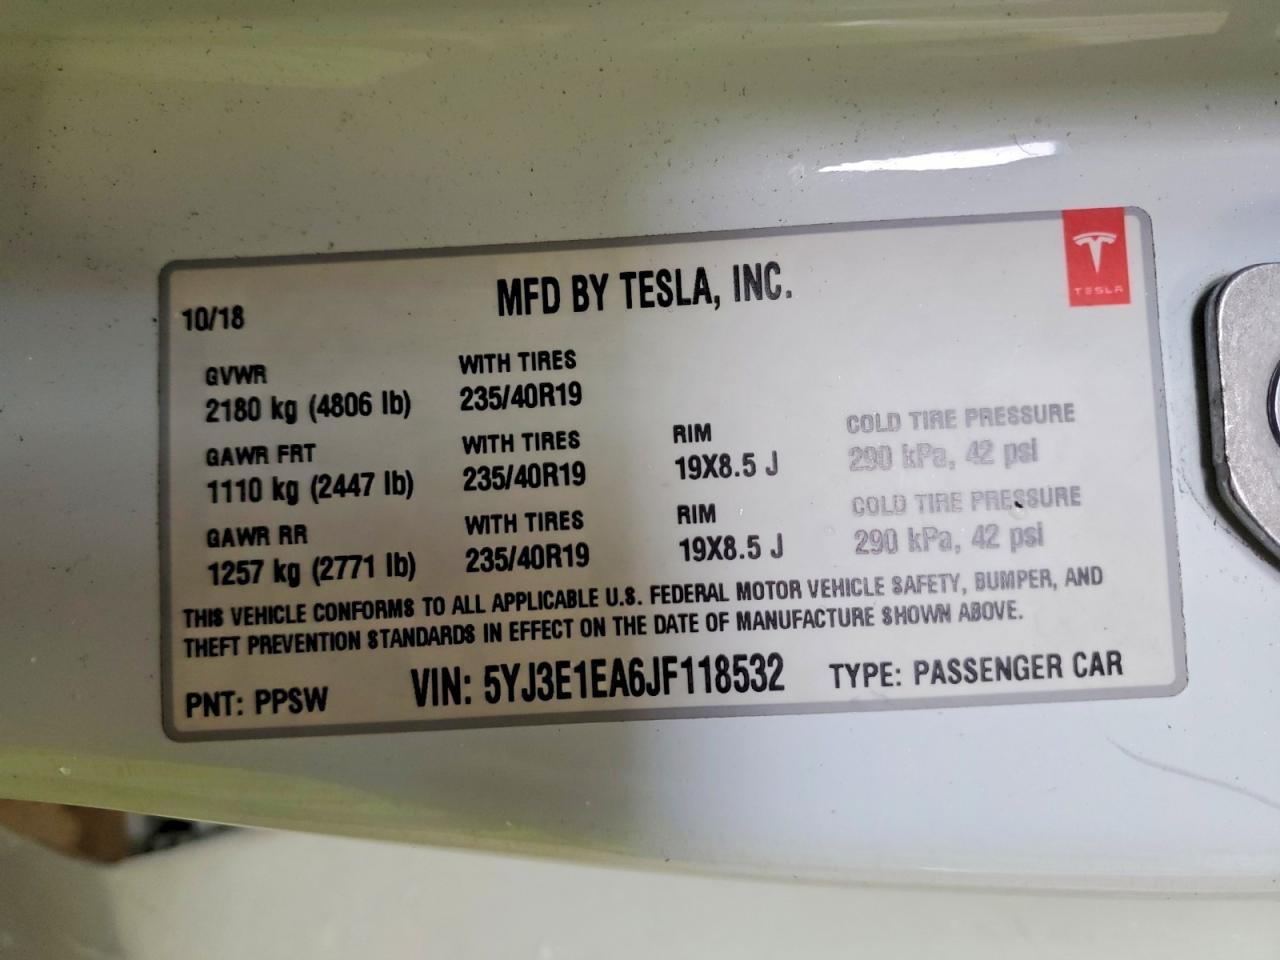 TESLA
MFD BY TESLA, INC.
10/18
GVWR WITH TIRES
2180 kg (4806 lb) 235/40R19
GAWR FRT WITH TIRES RIM COLD TIRE PRESSURE
1110 kg (2447 lb) 235/40R19 19X8.5 J 290 kPa, 42 psi
GAWR RR WITH TIRES RIM COLD TIRE PRESSURE
1257 kg (2771 lb) 235/40R19 19X8.5 J 290 kPa, 42 psi
THIS VEHICLE CONFORMS TO ALL APPLICABLE U.S. FEDERAL MOTOR VEHICLE SAFETY, BUMPER, AND
THEFT PREVENTION STANDARDS IN EFFECT ON THE DATE OF MANUFACTURE SHOWN ABOVE.
PNT: PPSW VIN: 5YJ3E1EA6JF118532 TYPE: PASSENGER CAR